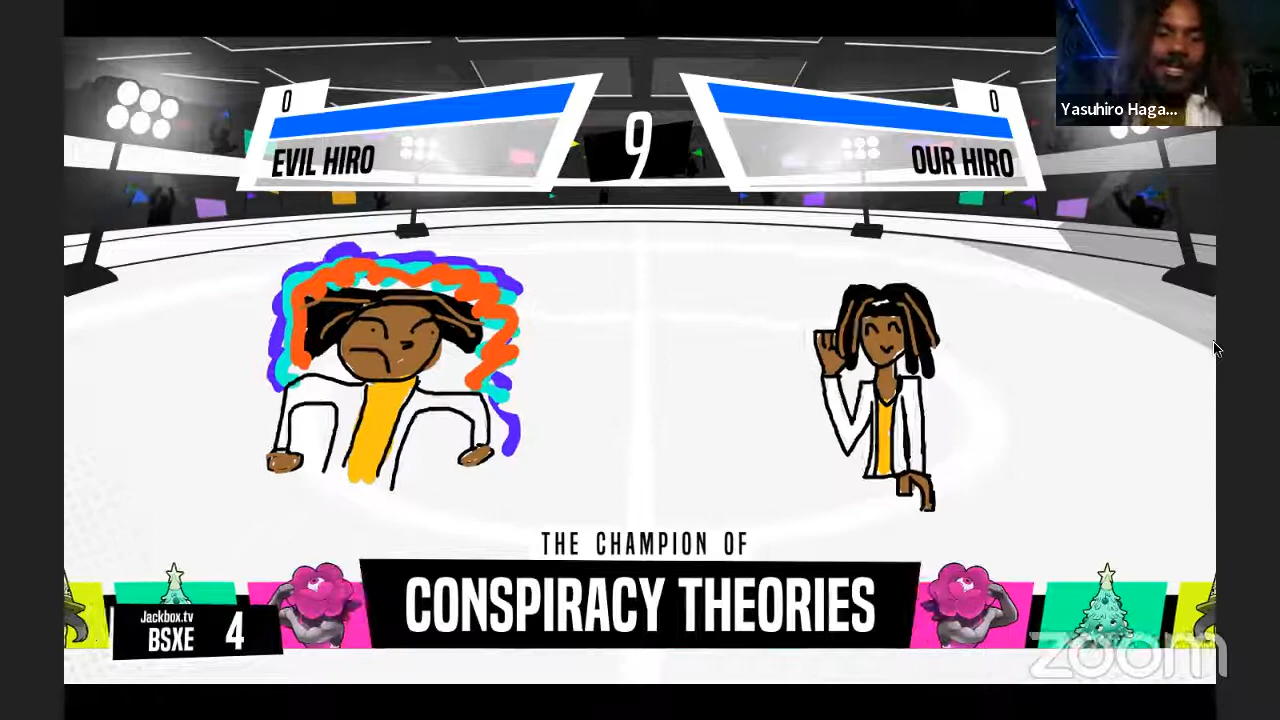 Yasuhiro Haga...
0
0
9
EVIL HIRO
OUR HIRO
THE CHAMPION OF
CONSPIRACY THEORIES
Jackbox.tv
BSXE
4
zoom